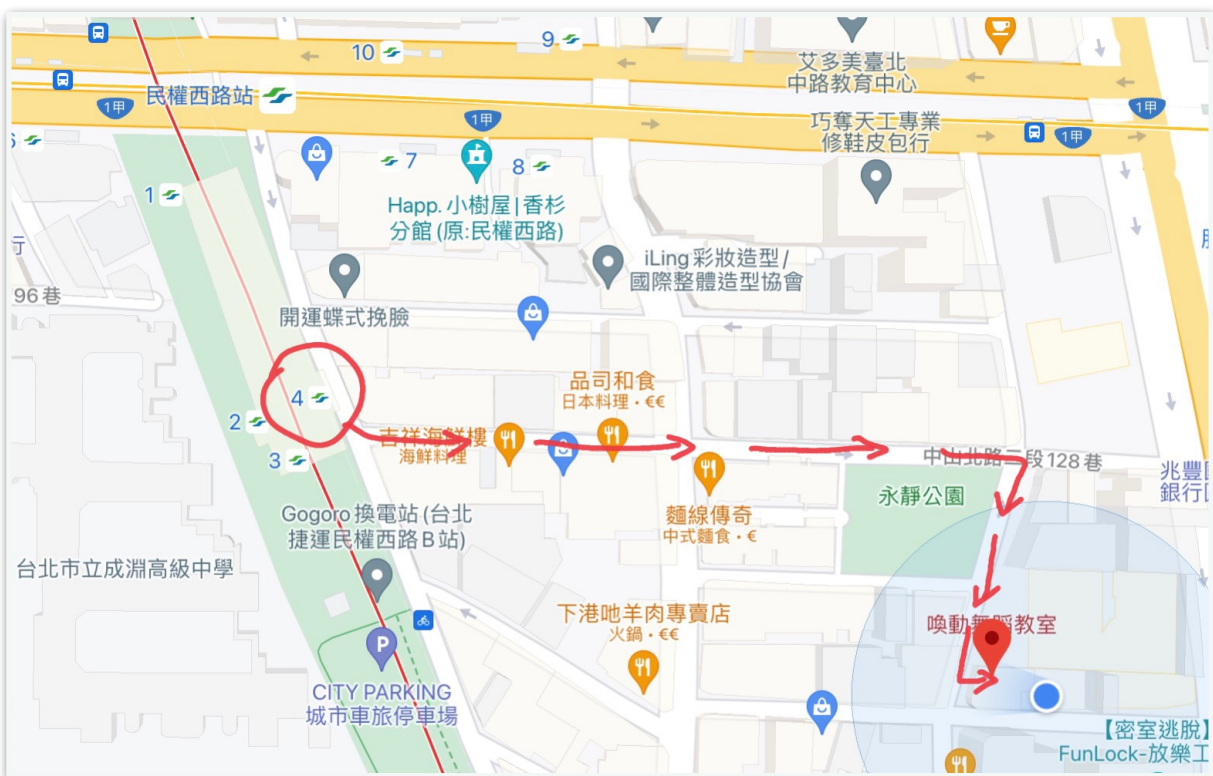 10
9
艾多美臺北
中路教育中心
民權西路站
1甲
1甲
1甲
1甲
巧奪天工專業
修鞋皮包行
7
8
1
Happ. 小樹屋|香杉
分館 (原:民權西路)
iLing 彩妝造型/
國際整體造型協會
行
96 巷
開運蝶式挽臉
品司和食
日本料理・€€
4
2
吉祥海鮮樓
海鮮料理
3
中山北路二段128巷
永靜公園
銀行
Gogoro 換電站 (台北
捷運民權西路B站)
麵線傳奇
中式麵食・€
台北市立成淵高級中學
下港吔羊肉專賣店
火鍋・€€
喚動舞蹈教室
P
CITY PARKING
城市車旅停車場
【密室逃脫】
FunLock-放樂工